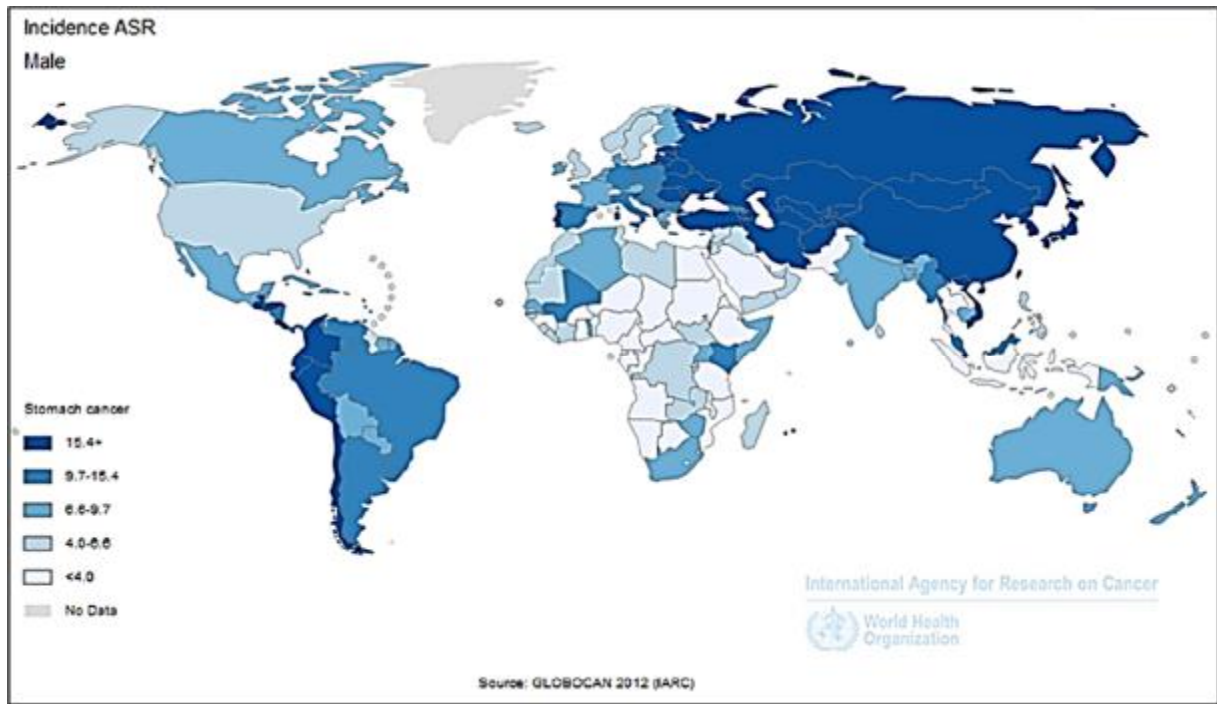 Incidence ASR
Male
Stomach cancer
15.4+
9.7-15.4
6.6-9.7
4.0-6.6
<4.0
No Data
International Agency for Research on Cancer
World Health
Organization
Source: GLOBOCAN 2012 (IARC)